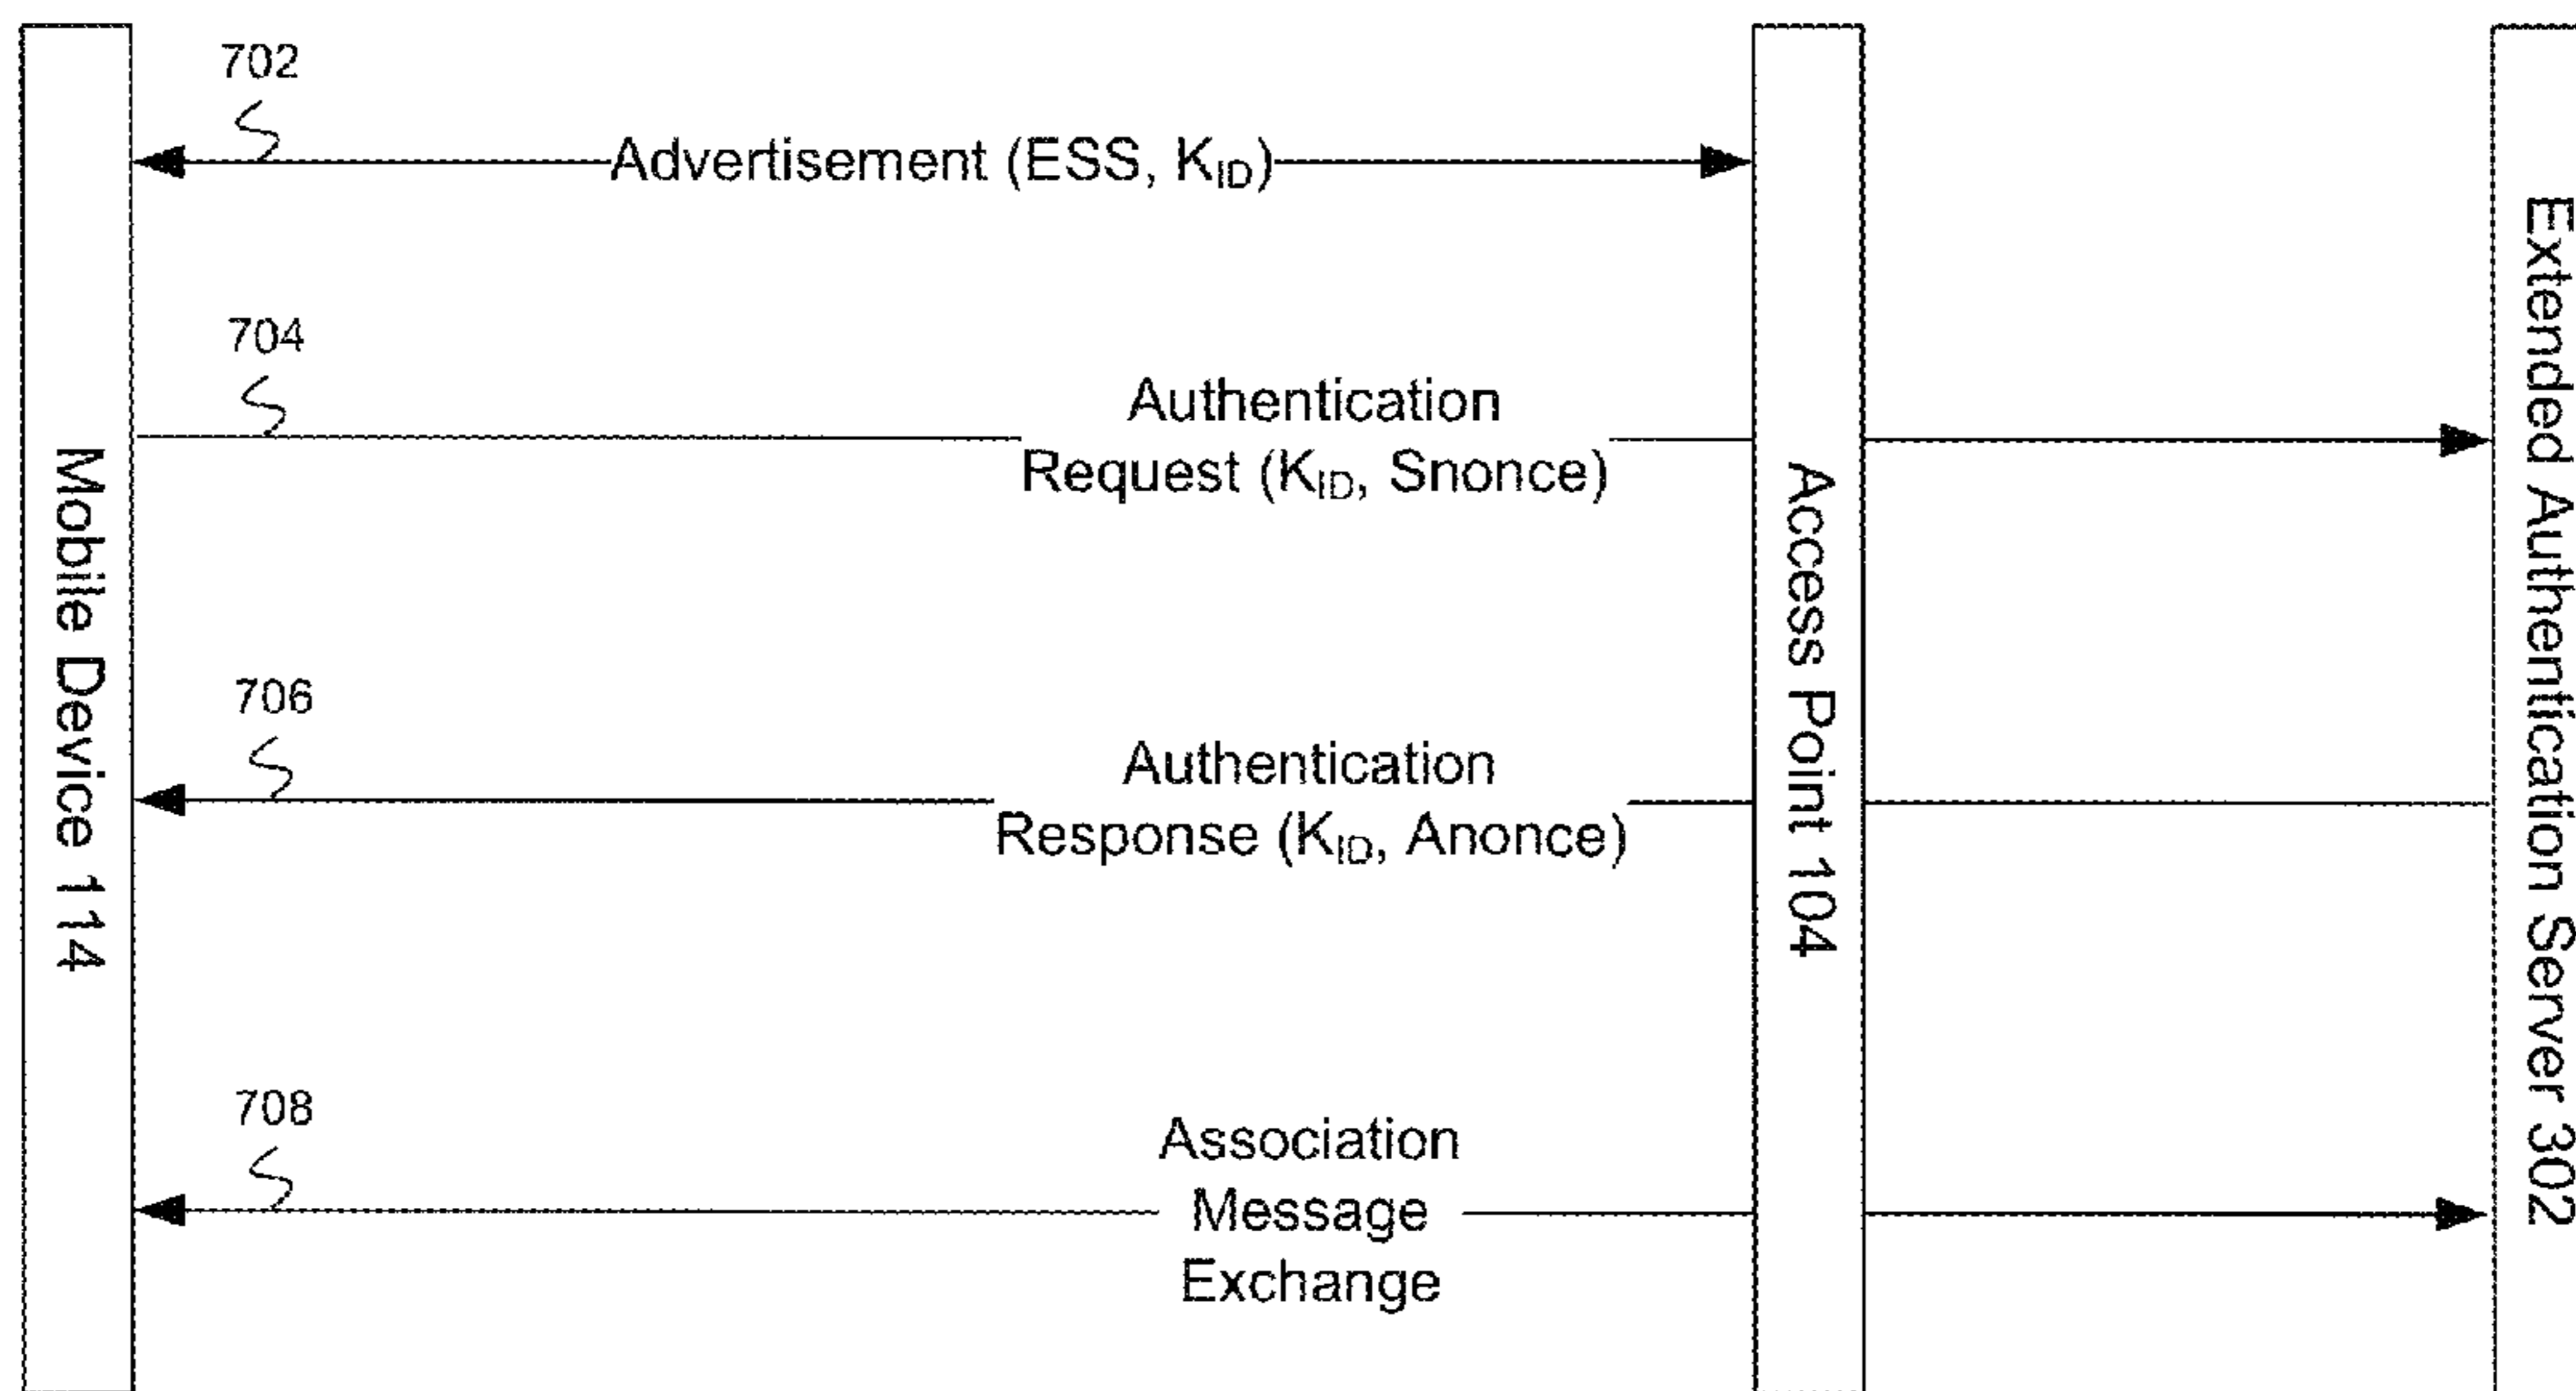 702
Advertisement (ESS, K_ID)
704
Authentication
Request (K_ID, Snonce)
706
Authentication
Response (K_ID, Anonce)
708
Association
Message
Exchange
Mobile Device 114
Access Point 104
Extended Authentication Server 302